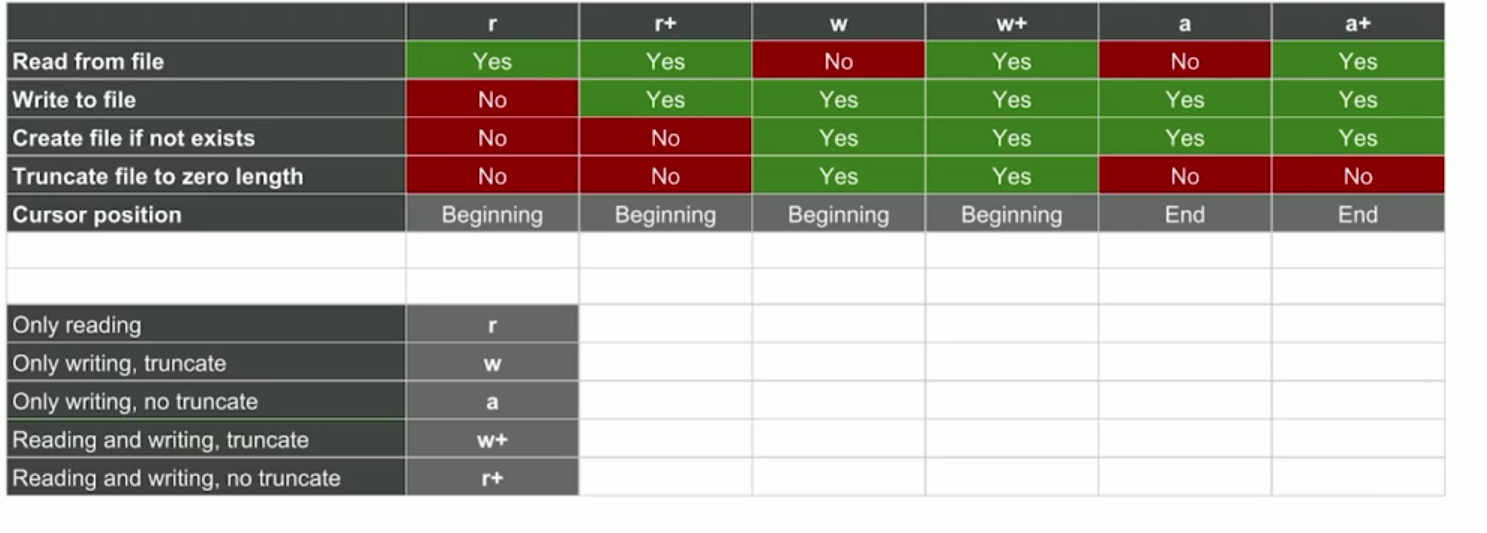 r r+ w w+ a a+
Read from file Yes Yes No Yes No Yes
Write to file No Yes Yes Yes Yes Yes
Create file if not exists No No Yes Yes Yes Yes
Truncate file to zero length No No Yes Yes No No
Cursor position Beginning Beginning Beginning Beginning End End
Only reading r
Only writing, truncate w
Only writing, no truncate a
Reading and writing, truncate w+
Reading and writing, no truncate r+